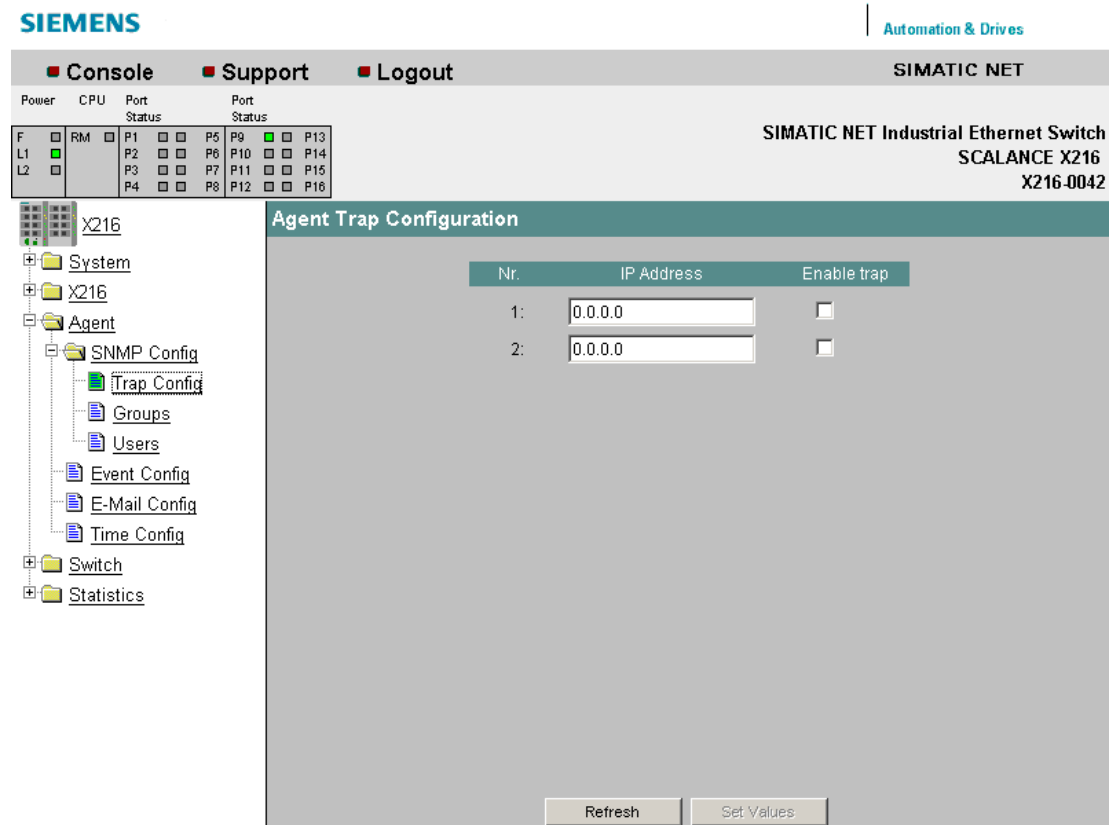 SIEMENS
Automation & Drives
Console Support Logout SIMATIC NET
Power CPU Port Status Port Status
F RM P1 P5 P9 P13
L1 P2 P6 P10 P14
L2 P3 P7 P11 P15
P4 P8 P12 P16
SIMATIC NET Industrial Ethernet Switch
SCALANCE X216
X216-0042
X216
System
X216
Agent
SNMP Config
Trap Config
Groups
Users
Event Config
E-Mail Config
Time Config
Switch
Statistics
Agent Trap Configuration
Nr. IP Address Enable trap
1: 0.0.0.0
2: 0.0.0.0
Refresh Set Values